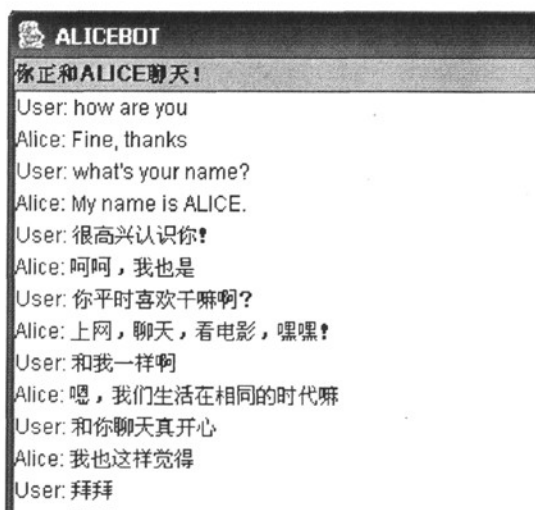 ALICEBOT
你正和ALICE聊天!
User: how are you
Alice: Fine, thanks
User: what's your name?
Alice: My name is ALICE.
User: 很高兴认识你!
Alice: 呵呵，我也是
User: 你平时喜欢干嘛啊?
Alice: 上网，聊天，看电影，嘿嘿!
User: 和我一样啊
Alice: 嗯，我们生活在相同的时代嘛
User: 和你聊天真开心
Alice: 我也这样觉得
User: 拜拜